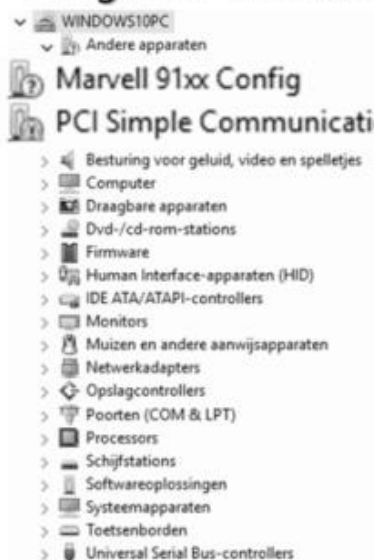 WINDOWS10PC
Andere apparaten
Marvell 91xx Config
PCI Simple
Besturing voor geluid, video en spelletjes
Computer
Draagbare apparaten
Dvd-/cd-rom-stations
Firmware
Human Interface-apparaten (HID)
IDE ATA/ATAPI-controllers
Monitors
Muizen en andere aanwijsapparaten
Netwerkadapters
Opslagcontrollers
Poorten (COM & LPT)
Processors
Schijfstations
Softwareoplossingen
Systeemapparaten
Toetsenborden
Universal Serial Bus-controllers